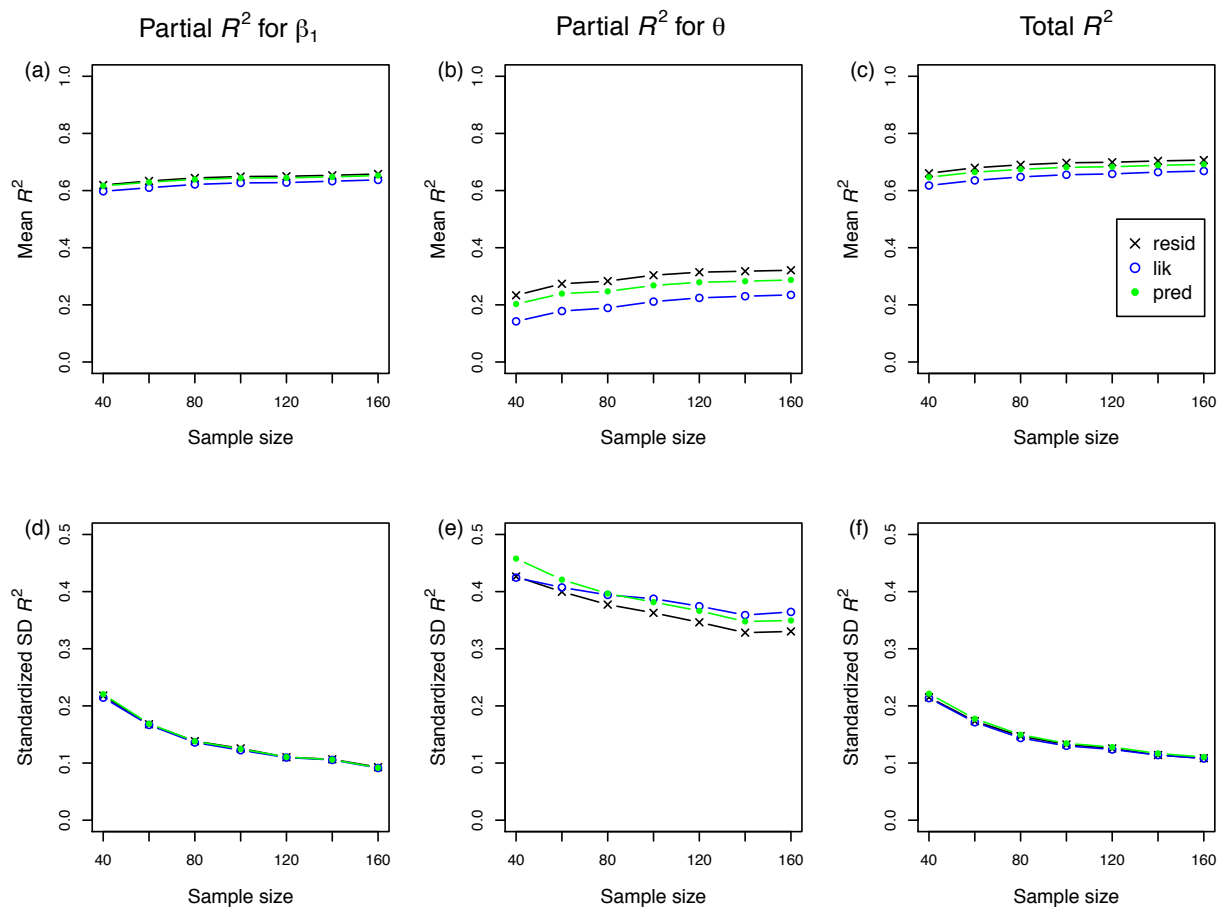 Partial R² for β₁
Partial R² for θ
Total R²
(a)
Mean R²
0.0 0.2 0.4 0.6 0.8 1.0
40 80 120 160
Sample size
(b)
Mean R²
0.0 0.2 0.4 0.6 0.8 1.0
40 80 120 160
Sample size
(c)
Mean R²
0.0 0.2 0.4 0.6 0.8 1.0
resid
lik
pred
40 80 120 160
Sample size
(d)
Standardized SD R²
0.0 0.1 0.2 0.3 0.4 0.5
40 80 120 160
Sample size
(e)
Standardized SD R²
0.0 0.1 0.2 0.3 0.4 0.5
40 80 120 160
Sample size
(f)
Standardized SD R²
0.0 0.1 0.2 0.3 0.4 0.5
40 80 120 160
Sample size